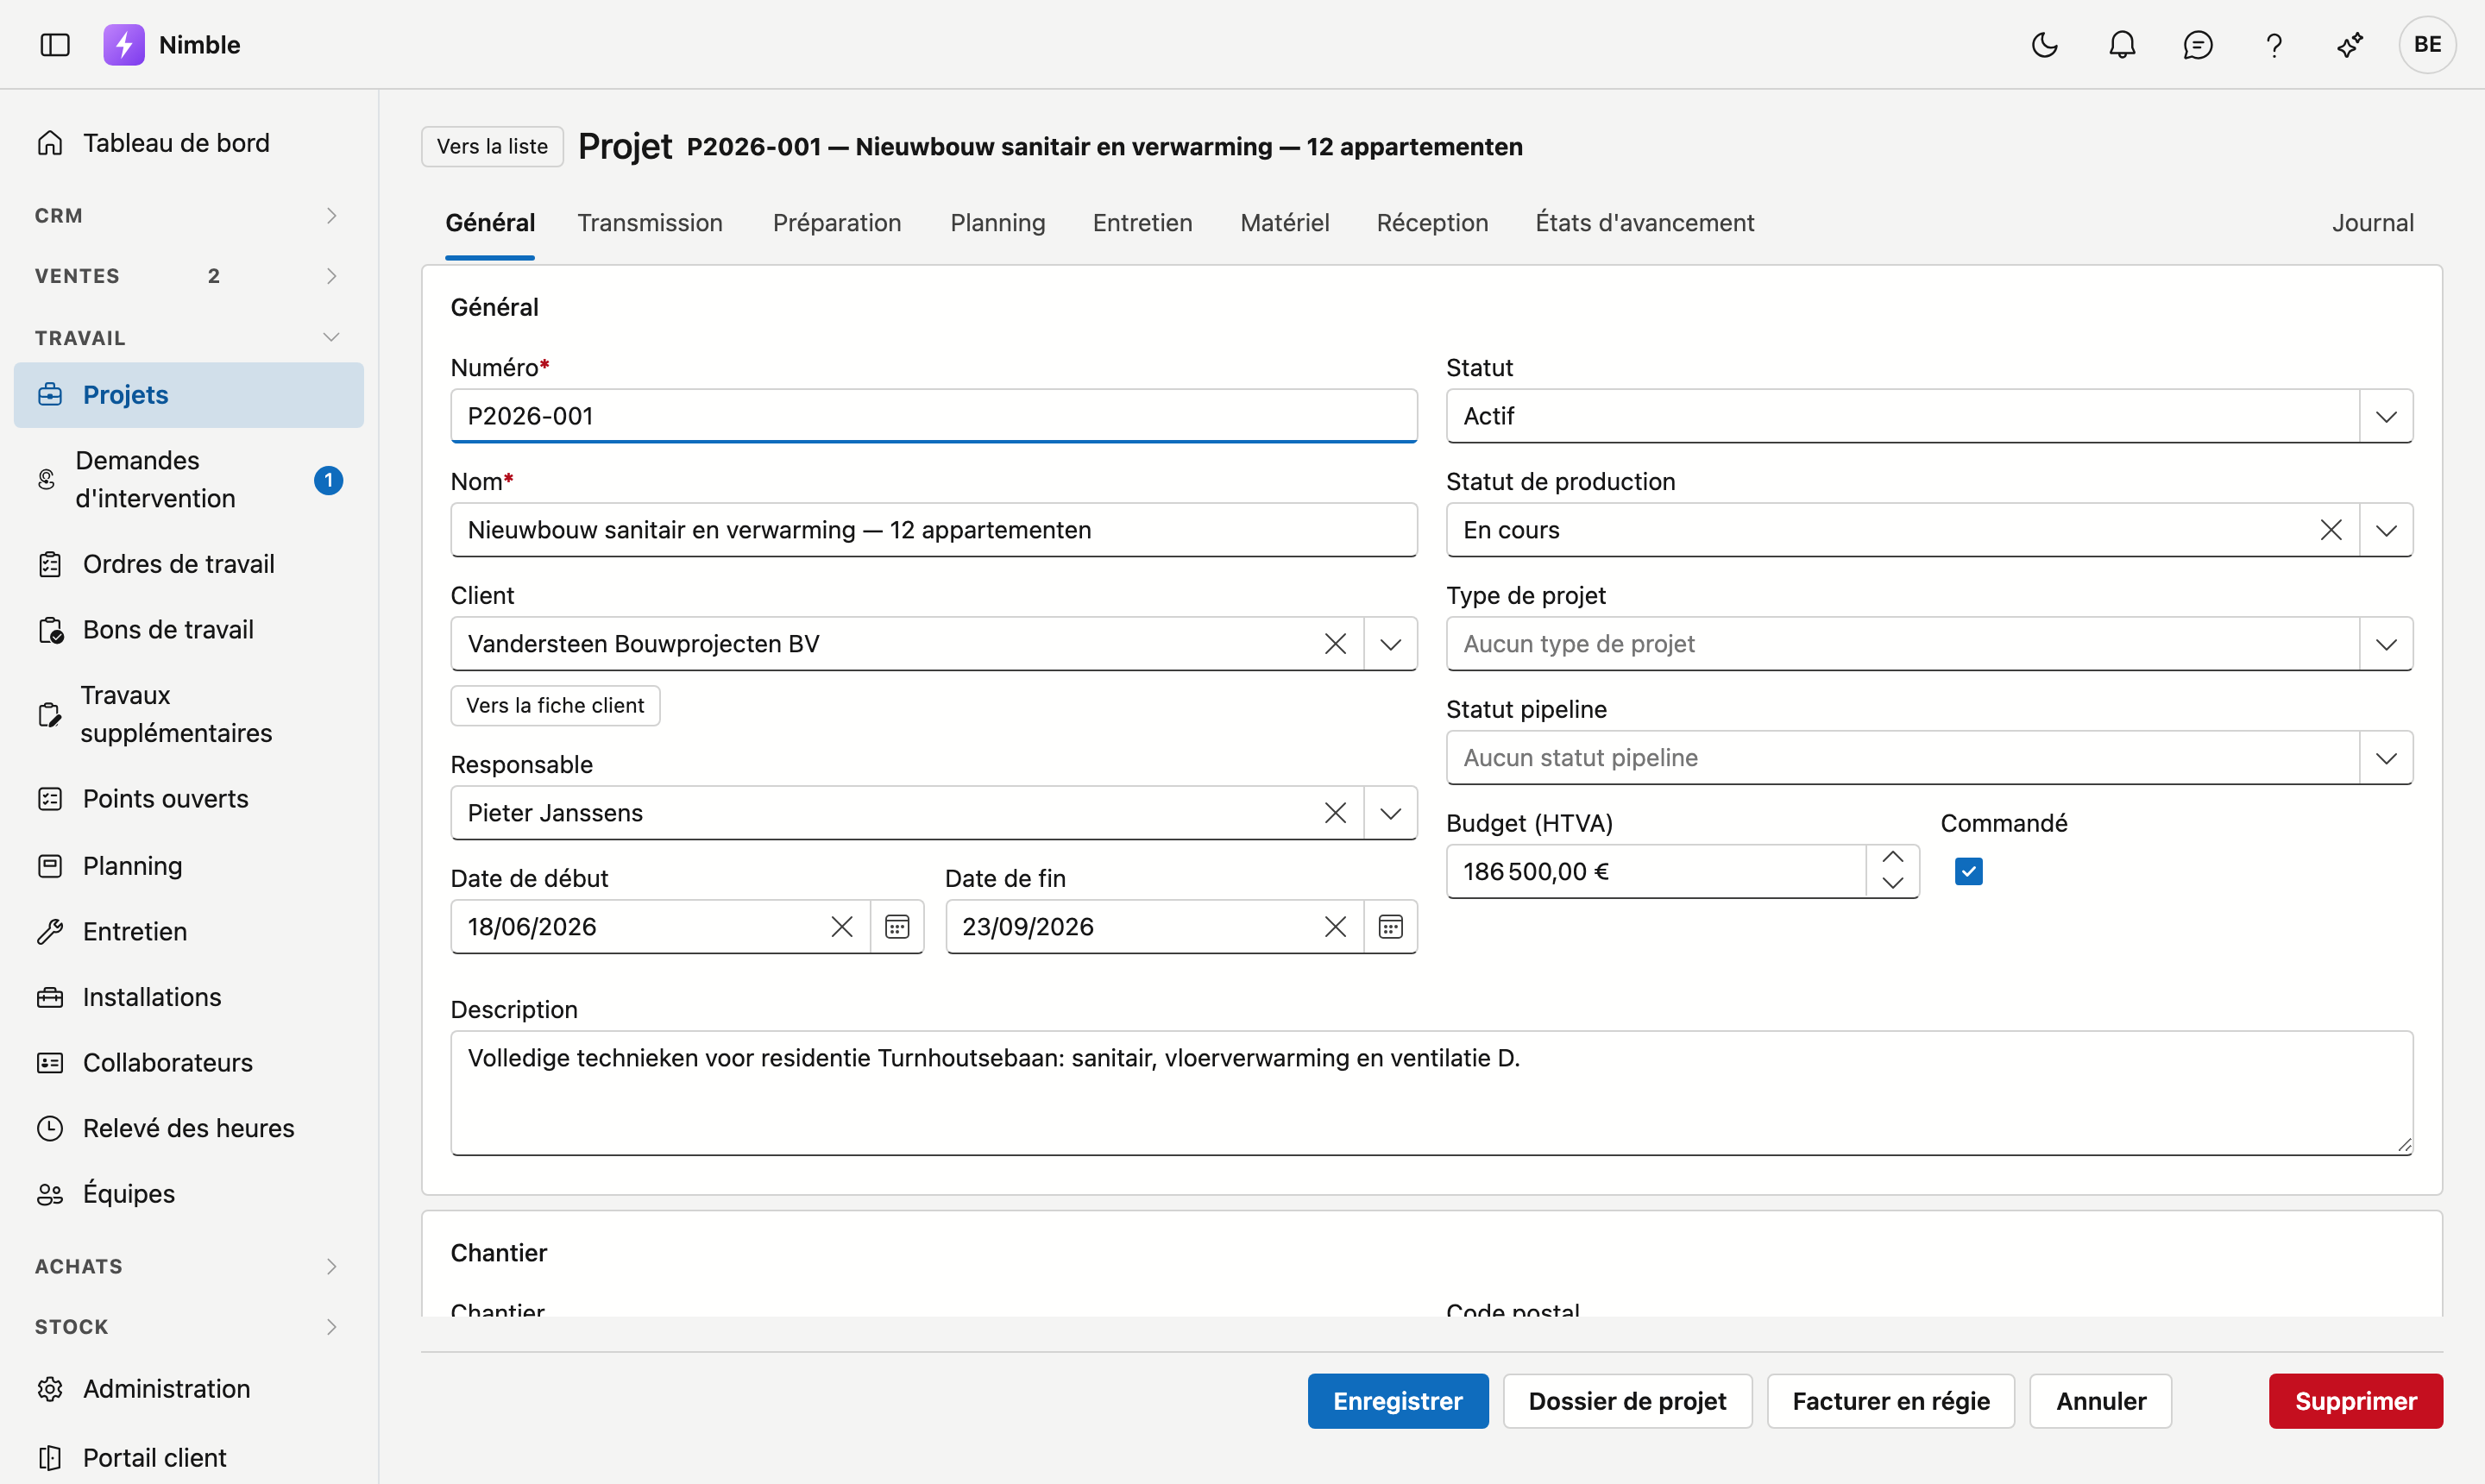 Nimble
BE
Tableau de bord
CRM
VENTES 2
TRAVAIL
Projets
Demandes
d'intervention
1
Ordres de travail
Bons de travail
Travaux
supplémentaires
Points ouverts
Planning
Entretien
Installations
Collaborateurs
Relevé des heures
Équipes
ACHATS
STOCK
Administration
Portail client
Vers la liste Projet P2026-001 — Nieuwbouw sanitair en verwarming — 12 appartementen
Général Transmission Préparation Planning Entretien Matériel Réception États d'avancement Journal
Général
Numéro*
P2026-001
Nom*
Nieuwbouw sanitair en verwarming — 12 appartementen
Client
Vandersteen Bouwprojecten BV
Vers la fiche client
Responsable
Pieter Janssens
Date de début Date de fin
18/06/2026 23/09/2026
Statut
Actif
Statut de production
En cours
Type de projet
Aucun type de projet
Statut pipeline
Aucun statut pipeline
Budget (HTVA) Commandé
186 500,00 €
Description
Volledige technieken voor residentie Turnhoutsebaan: sanitair, vloerverwarming en ventilatie D.
Chantier
Chantier Code postal
Enregistrer Dossier de projet Facturer en régie Annuler Supprimer